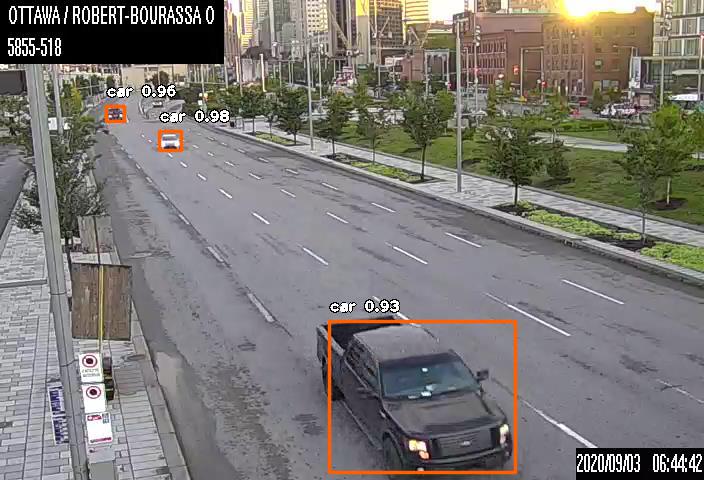 OTTAWA / ROBERT-BOURASSA O
5855-518
car 0.96
car 0.98
car 0.93
2020/09/03 06:44:42